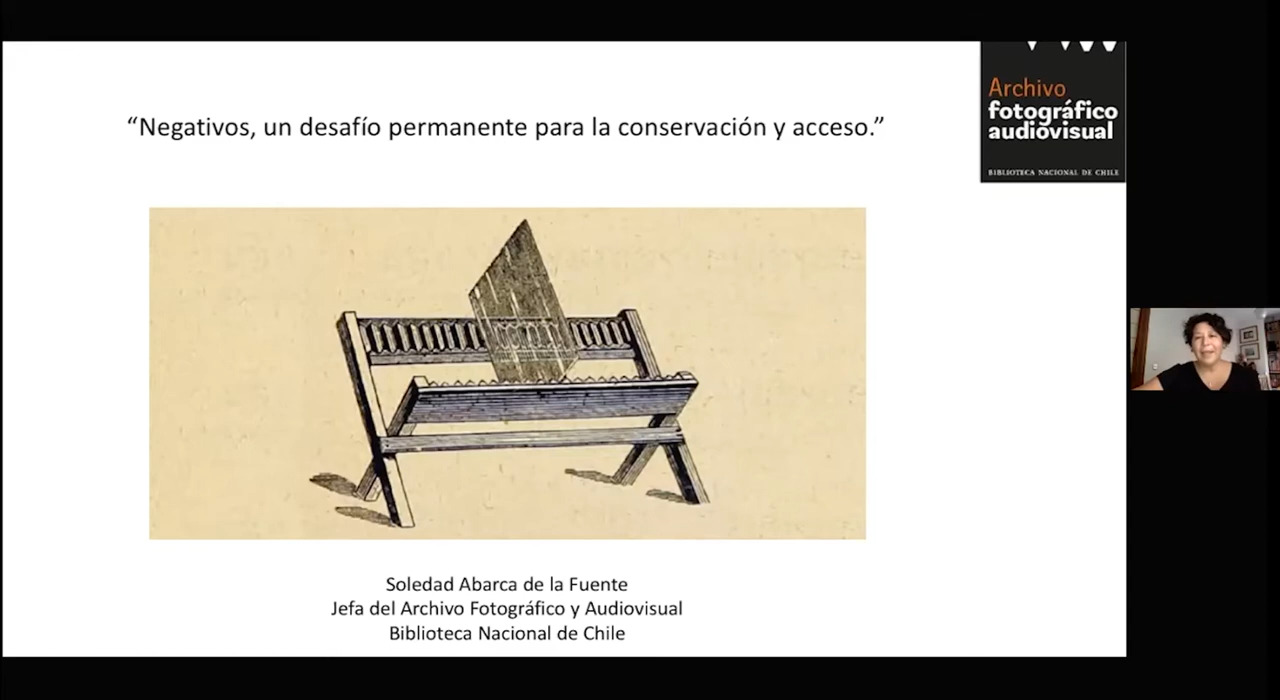 “Negativos, un desafío permanente para la conservación y acceso.”
Archivo
fotográfico
audiovisual
BIBLIOTECA NACIONAL DE CHILE
Soledad Abarca de la Fuente
Jefa del Archivo Fotográfico y Audiovisual
Biblioteca Nacional de Chile